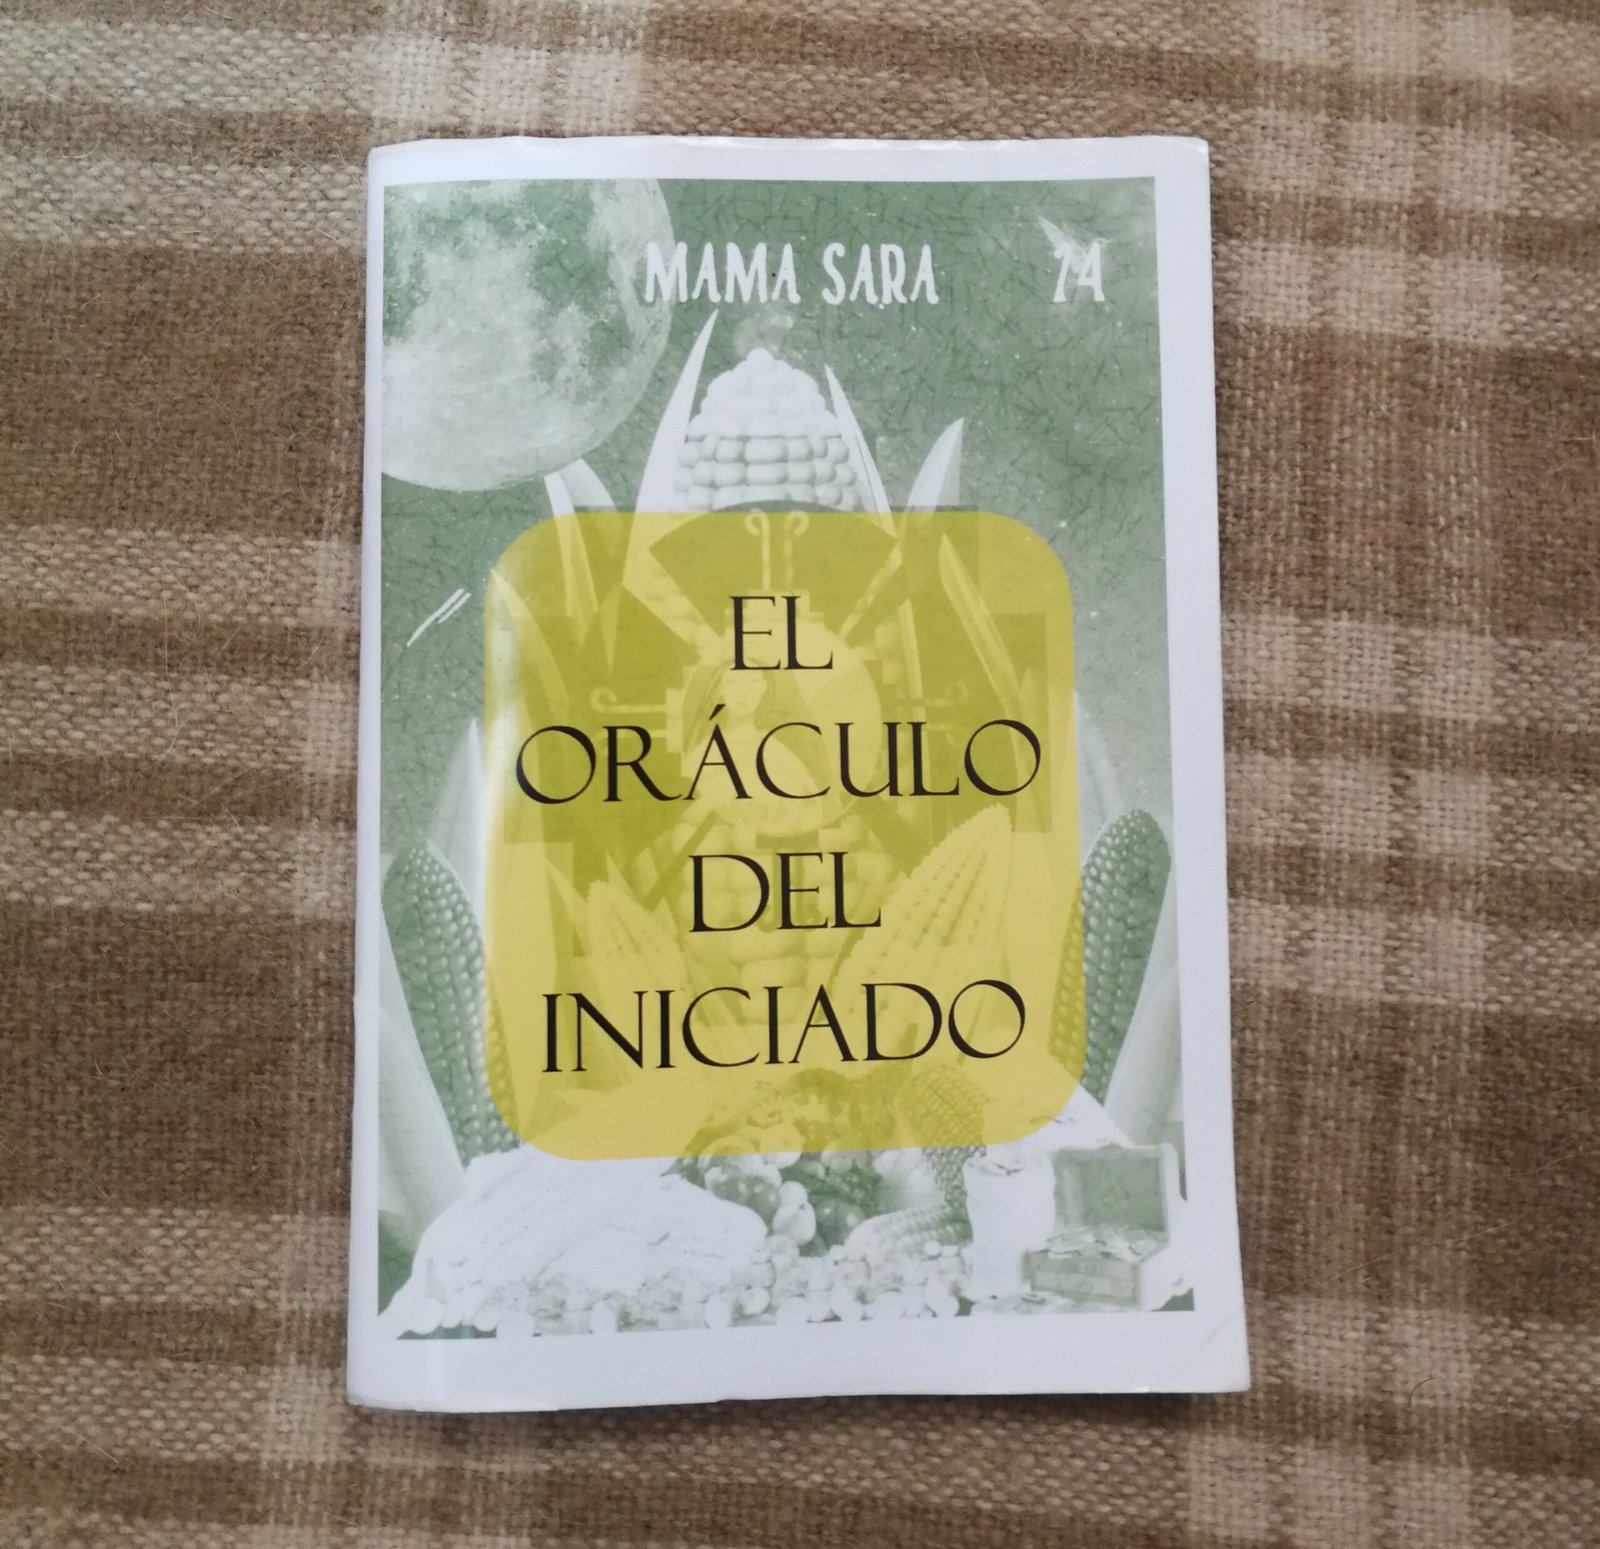 MAMA SARA 14
EL
ORÁCULO
DEL
INICIADO